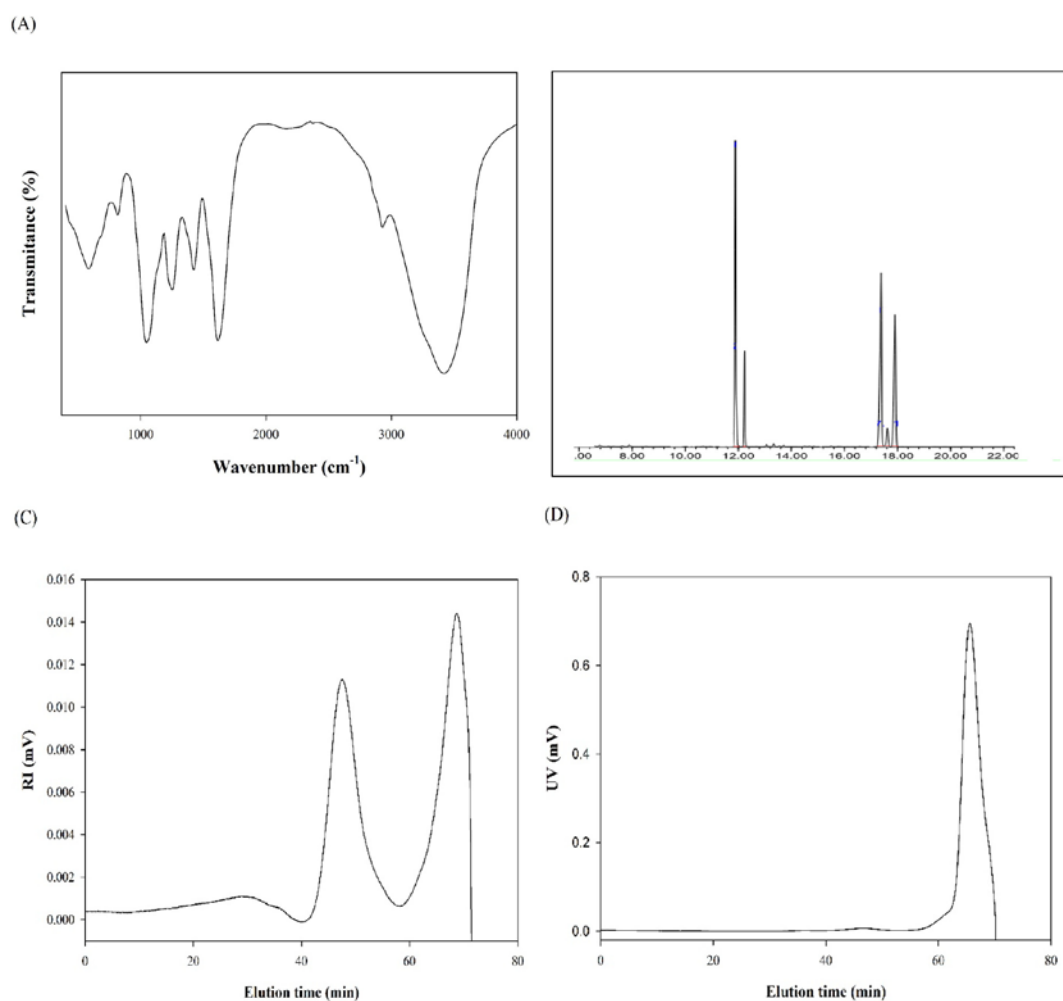 (A)
Transmitance (%)
1000 2000 3000 4000
Wavenumber (cm⁻¹)
.00 8.00 10.00 12.00 14.00 16.00 18.00 20.00 22.00
(C)
0.016
0.014
0.012
0.010
0.008
0.006
0.004
0.002
0.000
RI (mV)
0 20 40 60 80
Elution time (min)
(D)
0.8
0.6
0.4
0.2
0.0
UV (mV)
0 20 40 60 80
Elution time (min)